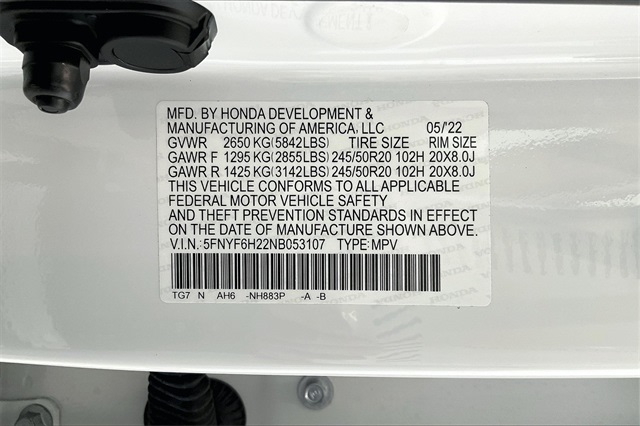 MFD. BY HONDA DEVELOPMENT &
MANUFACTURING OF AMERICA, LLC 05/'22
GVWR 2650 KG(5842LBS) TIRE SIZE RIM SIZE
GAWR F 1295 KG(2855LBS) 245/50R20 102H 20X8.0J
GAWR R 1425 KG(3142LBS) 245/50R20 102H 20X8.0J
THIS VEHICLE CONFORMS TO ALL APPLICABLE
FEDERAL MOTOR VEHICLE SAFETY
AND THEFT PREVENTION STANDARDS IN EFFECT
ON THE DATE OF MANUFACTURE SHOWN ABOVE.
V.I.N.:5FNYF6H22NB053107 TYPE:MPV
TG7 N AH6 -NH883P -A -B